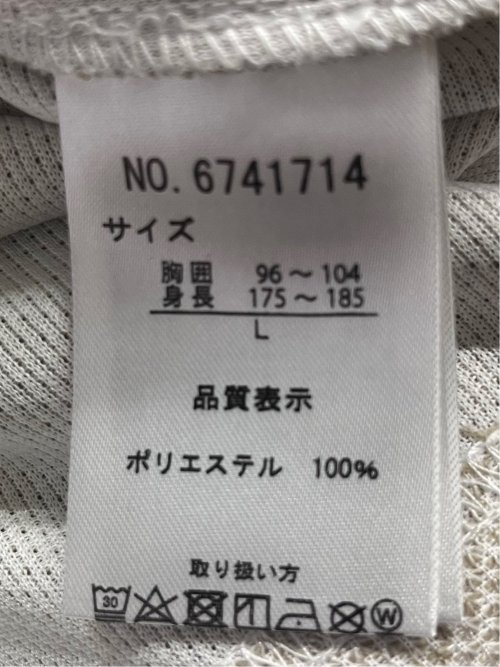 NO. 6741714
サイズ
胸囲 96～104
身長 175～185
L
品質表示
ポリエステル 100%
取り扱い方
30 W